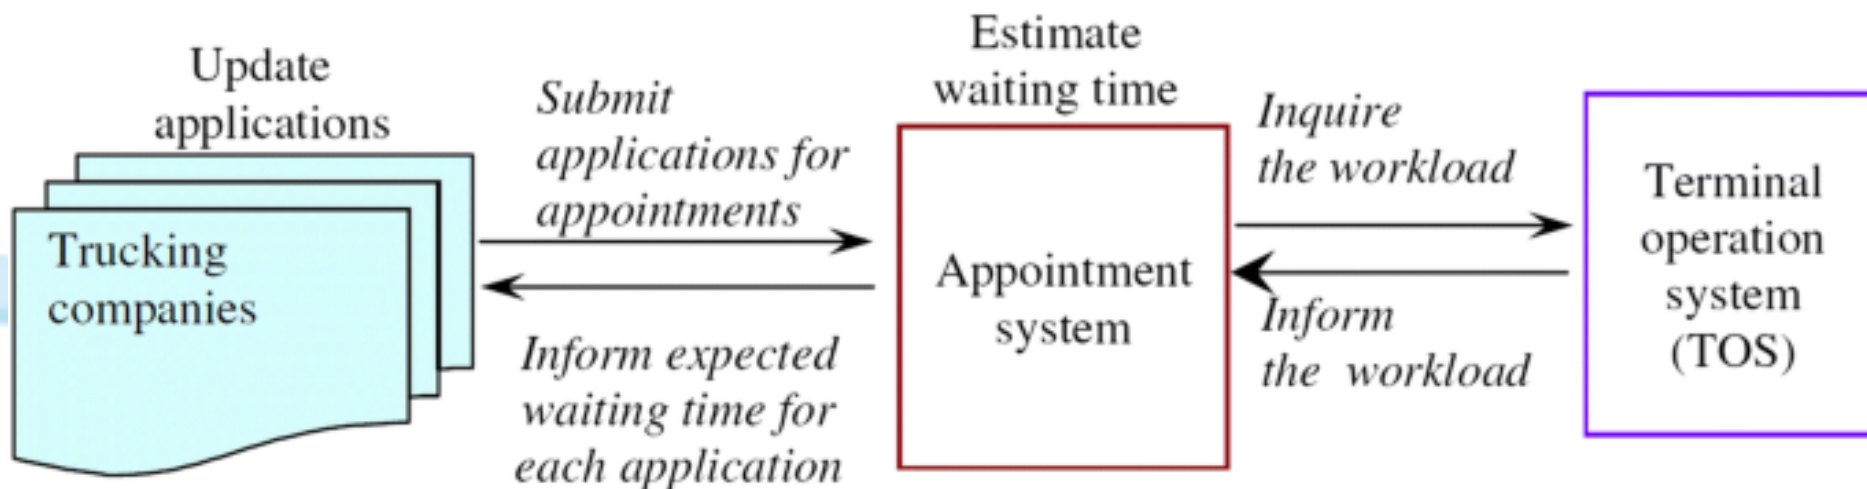 Update
applications
Trucking
companies
Submit
applications for
appointments
Inform expected
waiting time for
each application
Estimate
waiting time
Appointment
system
Inquire
the workload
Inform
the workload
Terminal
operation
system
(TOS)